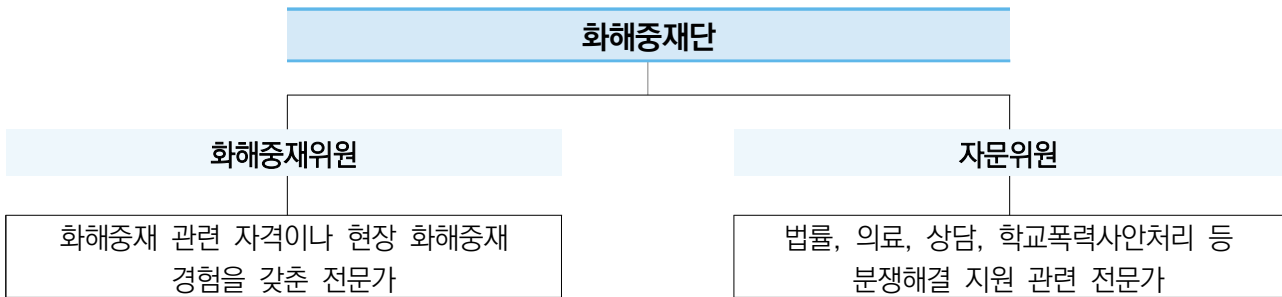 화해중재단
화해중재위원
자문위원
화해중재 관련 자격이나 현장 화해중재
경험을 갖춘 전문가
법률, 의료, 상담, 학교폭력사안처리 등
분쟁해결 지원 관련 전문가